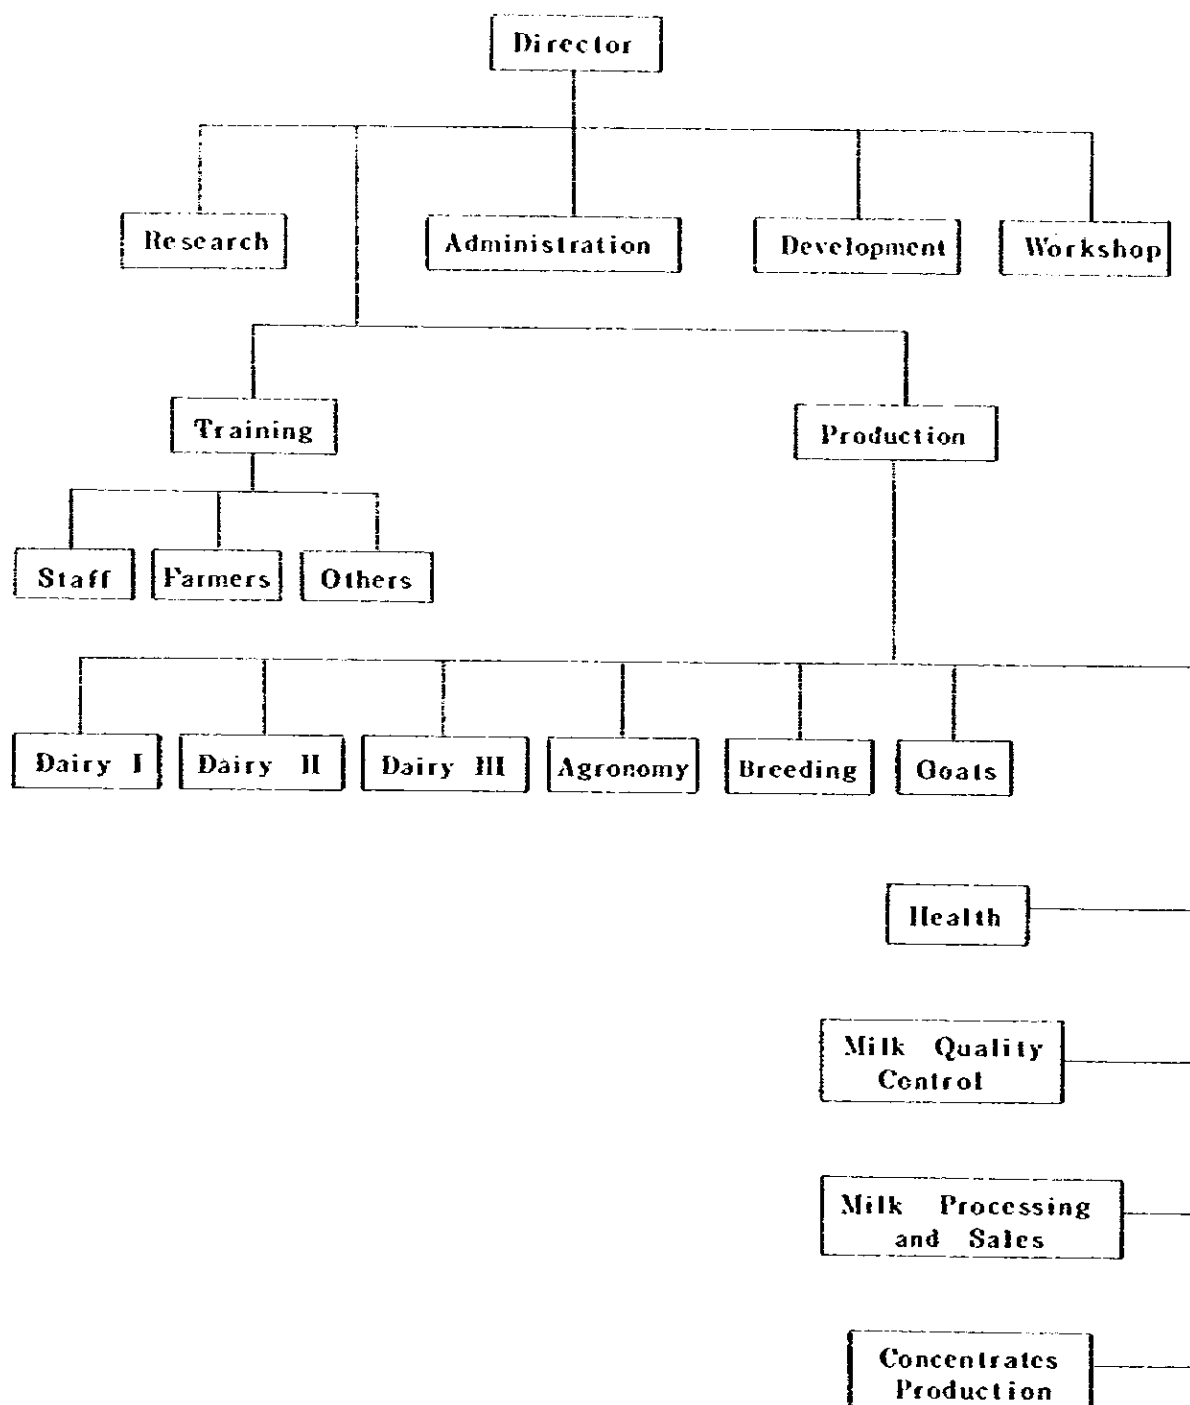 Director
Research
Administration
Development
Workshop
Training
Production
Staff
Farmers
Others
Dairy I
Dairy II
Dairy III
Agronomy
Breeding
Goats
Health
Milk Quality
Control
Milk Processing
and Sales
Concentrates
Production